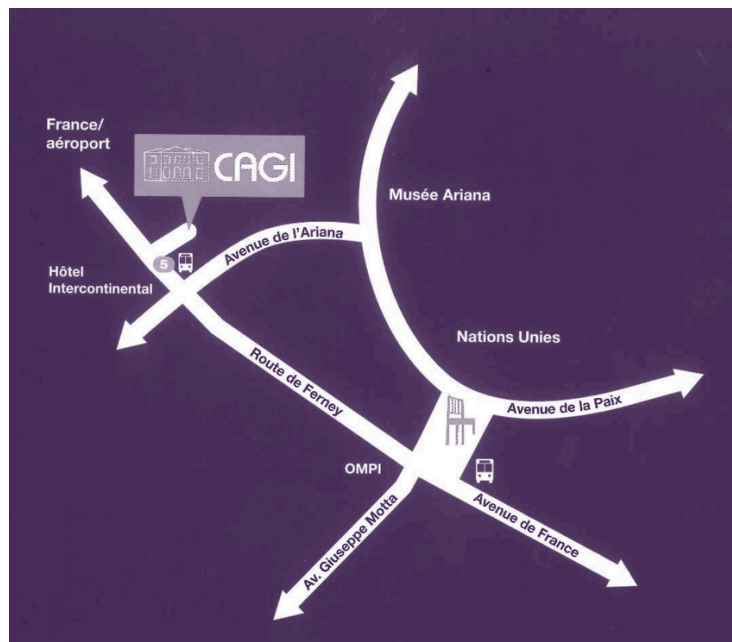 France/
aéroport
CAGI
Musée Ariana
Avenue de l'Ariana
5
Hôtel
Intercontinental
Nations Unies
Route de Ferney
Avenue de la Paix
OMPI
Av. Giuseppe Motta
Avenue de France